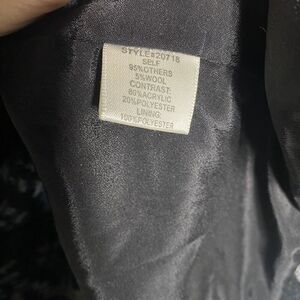 STYLE#20718
SELF
95%OTHERS
5%WOOL
CONTRAST:
80%ACRYLIC
20%POLYESTER
LINING:
100%POLYESTER